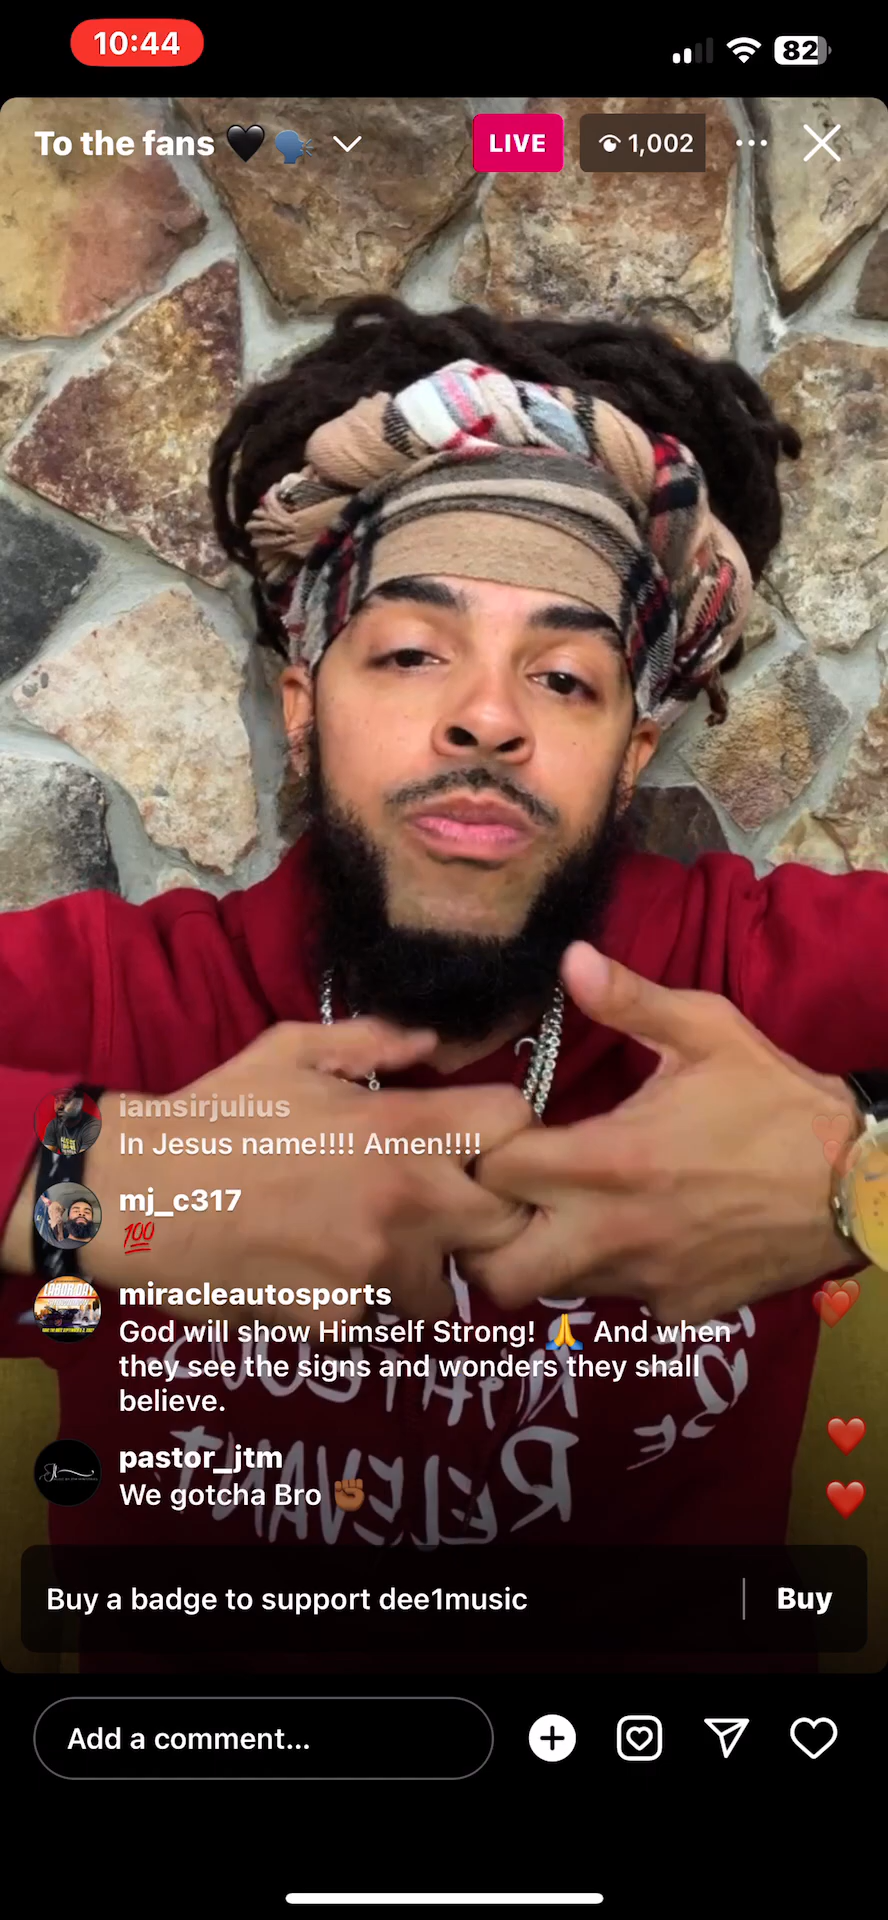 10:44
82
To the fans 🖤 🗣️
LIVE
1,002
iamsirjulius
In Jesus name!!!! Amen!!!!
mj_c317
💯
miracleautosports
God will show Himself Strong! 🙏 And when
they see the signs and wonders they shall
believe.
pastor_jtm
We gotcha Bro ✊🏾
BE
RELEVANT
Buy a badge to support dee1music
Buy
Add a comment...